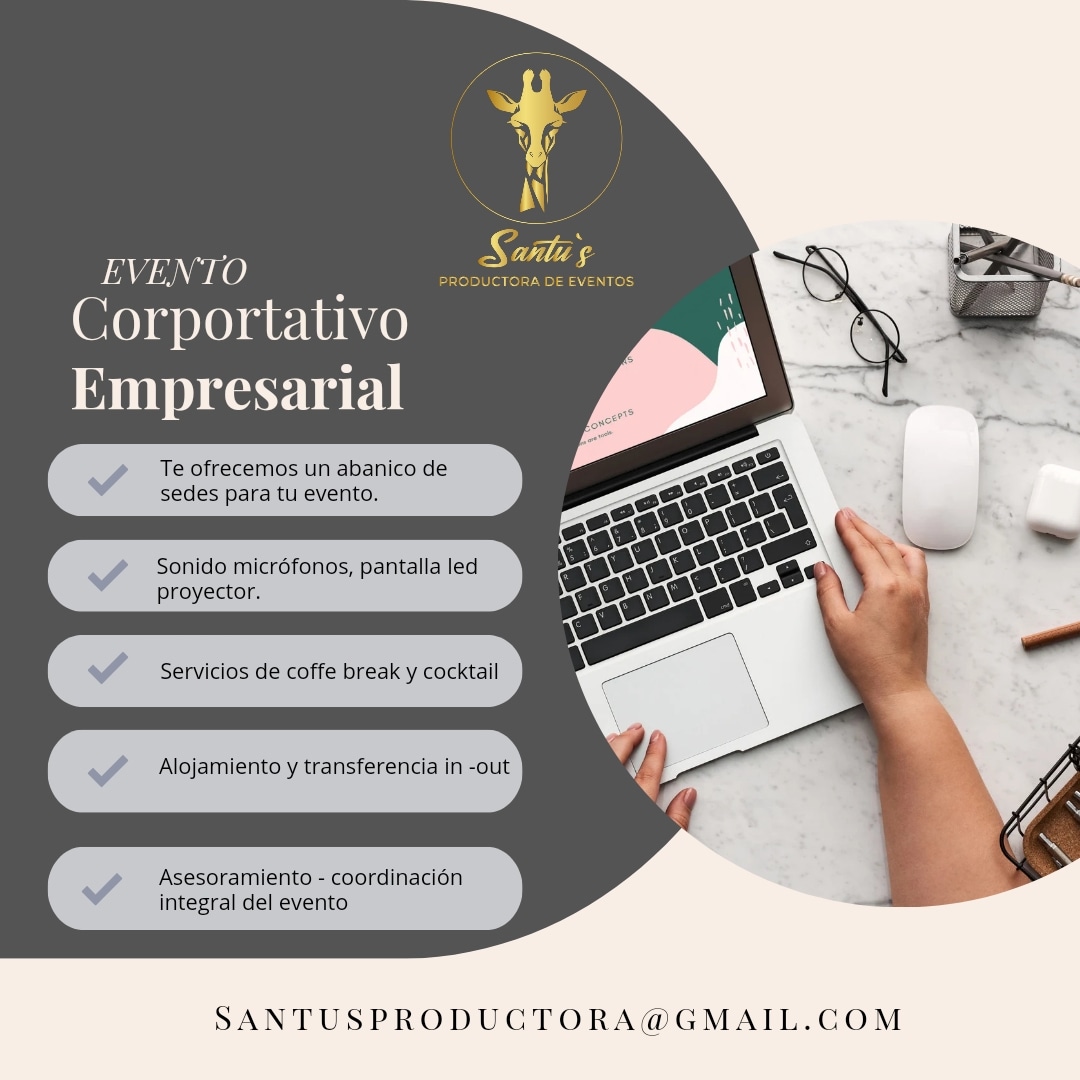 Santu`s
PRODUCTORA DE EVENTOS
EVENTO
Corportativo
Empresarial
Te ofrecemos un abanico de
sedes para tu evento.
Sonido micrófonos, pantalla led
proyector.
Servicios de coffe break y cocktail
Alojamiento y transferencia in -out
Asesoramiento - coordinación
integral del evento
CONCEPTS
Santusproductora@gmail.com